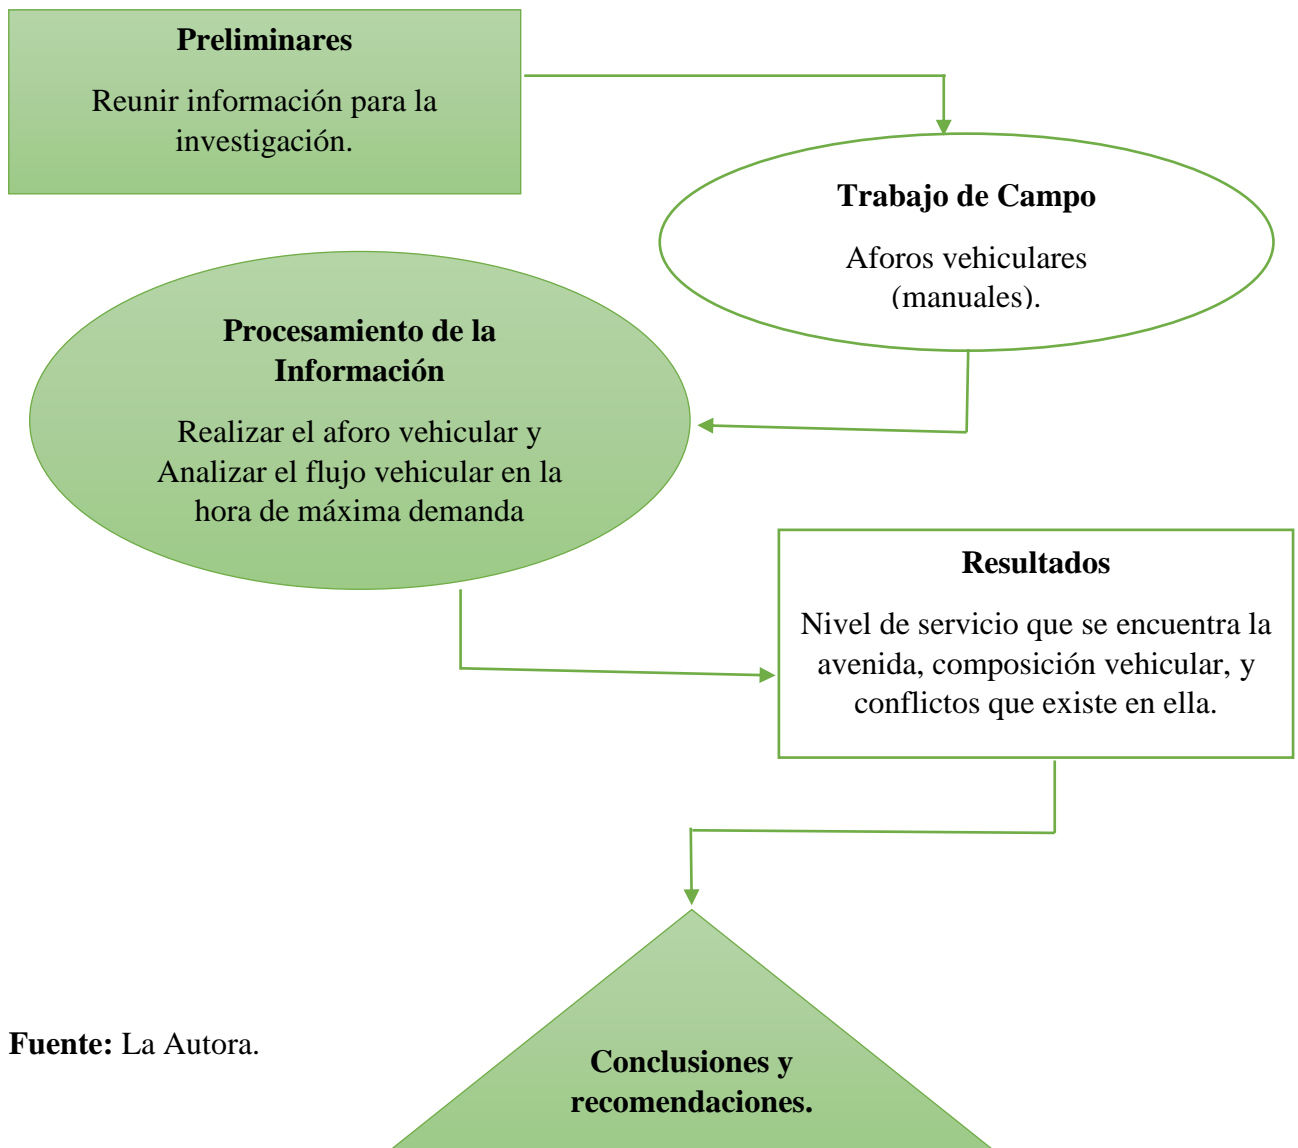 Preliminares
Reunir información para la
investigación.
Trabajo de Campo
Aforos vehiculares
(manuales).
Procesamiento de la
Información
Realizar el aforo vehicular y
Analizar el flujo vehicular en la
hora de máxima demanda
Resultados
Nivel de servicio que se encuentra la
avenida, composición vehicular, y
conflictos que existe en ella.
Fuente: La Autora.
Conclusiones y
recomendaciones.